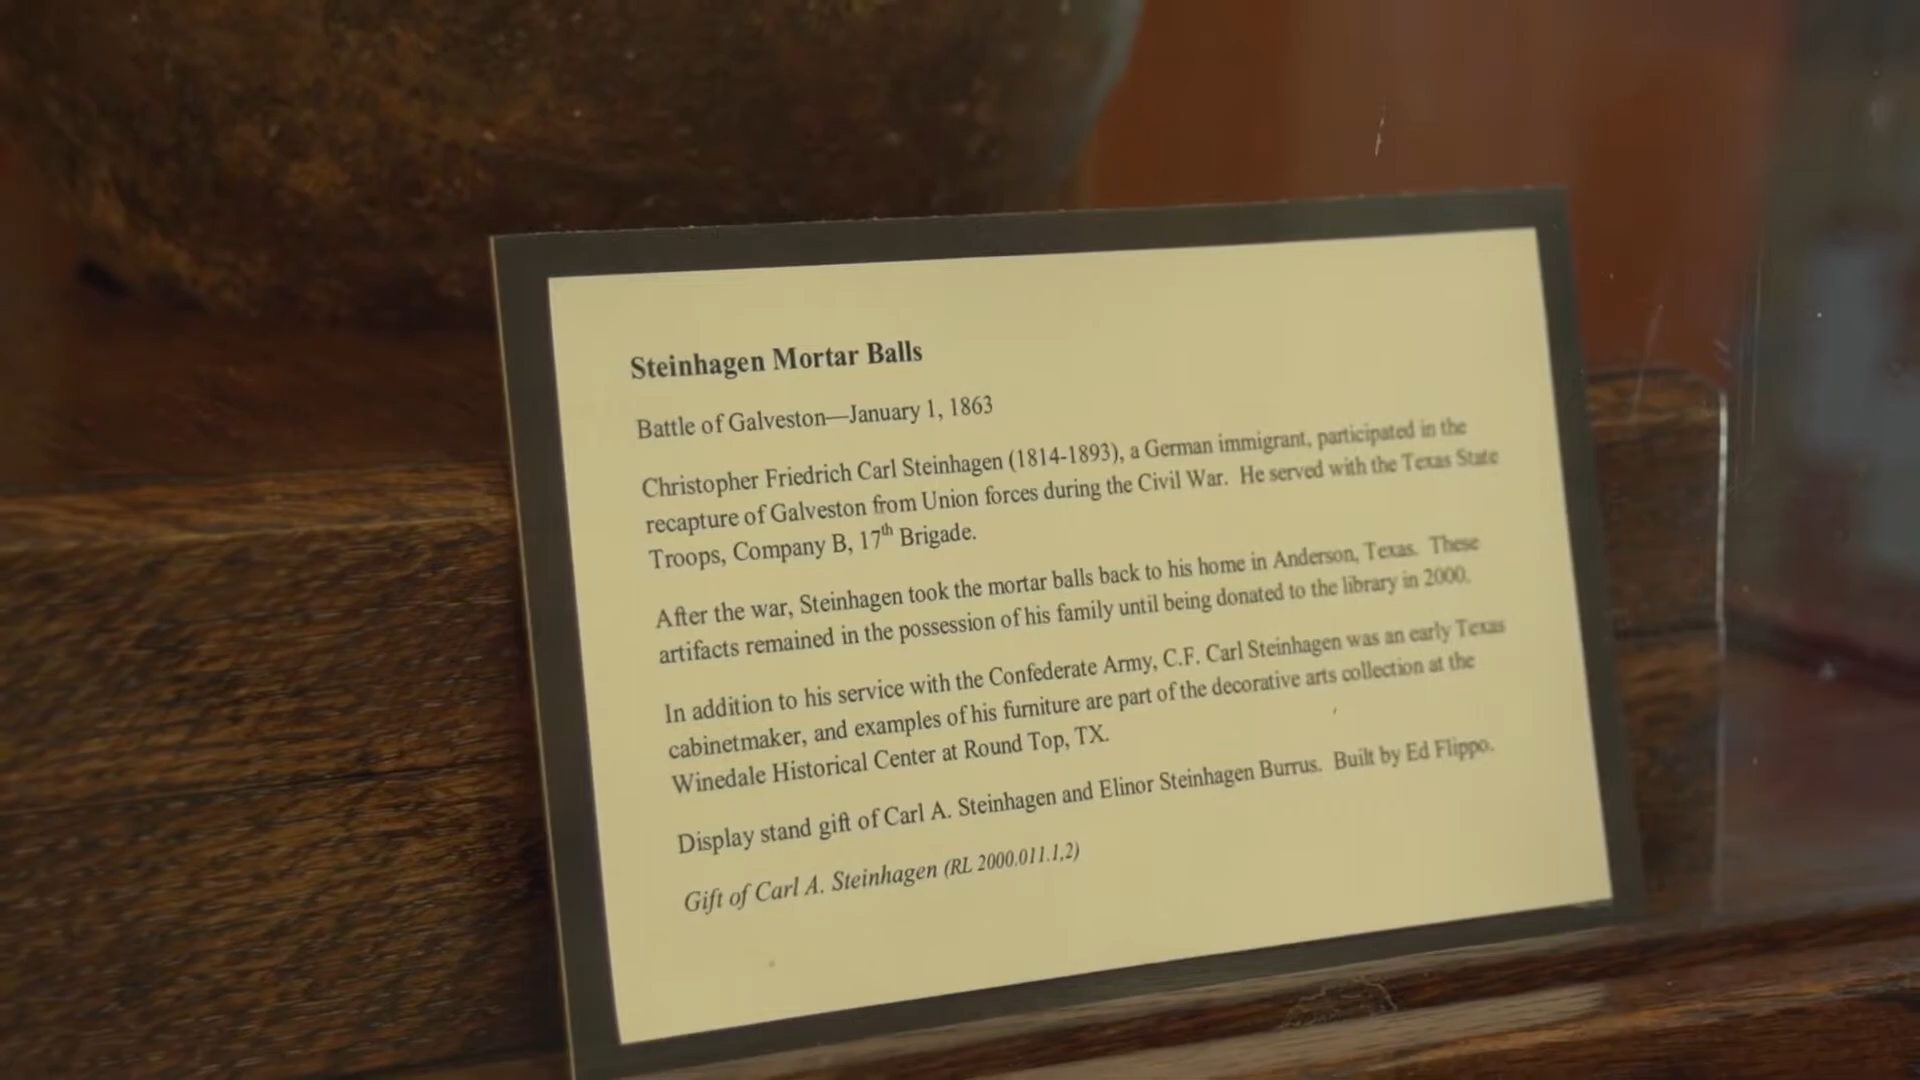 Steinhagen Mortar Balls
Battle of Galveston—January 1, 1863
Christopher Friedrich Carl Steinhagen (1814-1893), a German immigrant, participated in the
recapture of Galveston from Union forces during the Civil War. He served with the Texas State
Troops, Company B, 17th Brigade.
After the war, Steinhagen took the mortar balls back to his home in Anderson, Texas. These
artifacts remained in the possession of his family until being donated to the library in 2000.
In addition to his service with the Confederate Army, C.F. Carl Steinhagen was an early Texas
cabinetmaker, and examples of his furniture are part of the decorative arts collection at the
Winedale Historical Center at Round Top, TX.
Display stand gift of Carl A. Steinhagen and Elinor Steinhagen Burrus. Built by Ed Flippo.
Gift of Carl A. Steinhagen (RL 2000.011.1,2)